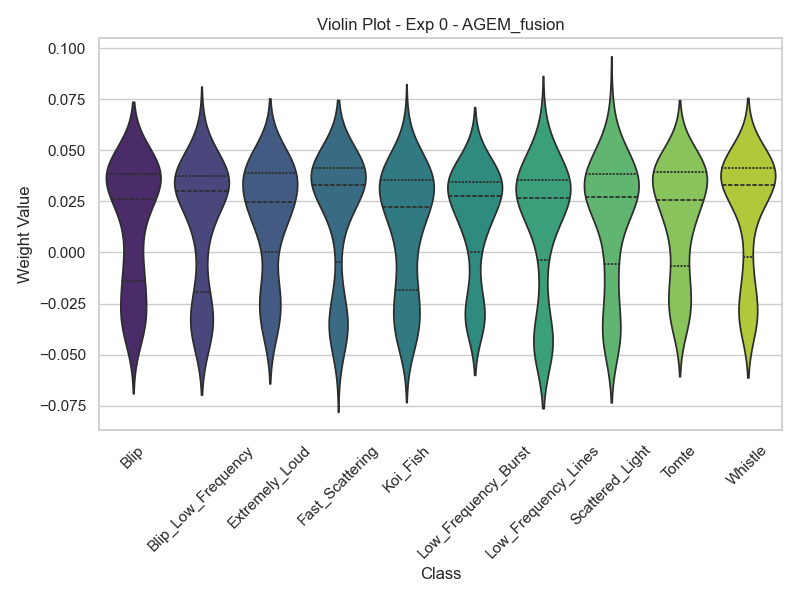 Violin Plot - Exp 0 - AGEM_fusion
Weight Value
0.100
0.075
0.050
0.025
0.000
−0.025
−0.050
−0.075
Blip
Blip_Low_Frequency
Extremely_Loud
Fast_Scattering
Koi_Fish
Low_Frequency_Burst
Low_Frequency_Lines
Scattered_Light
Tomte
Whistle
Class